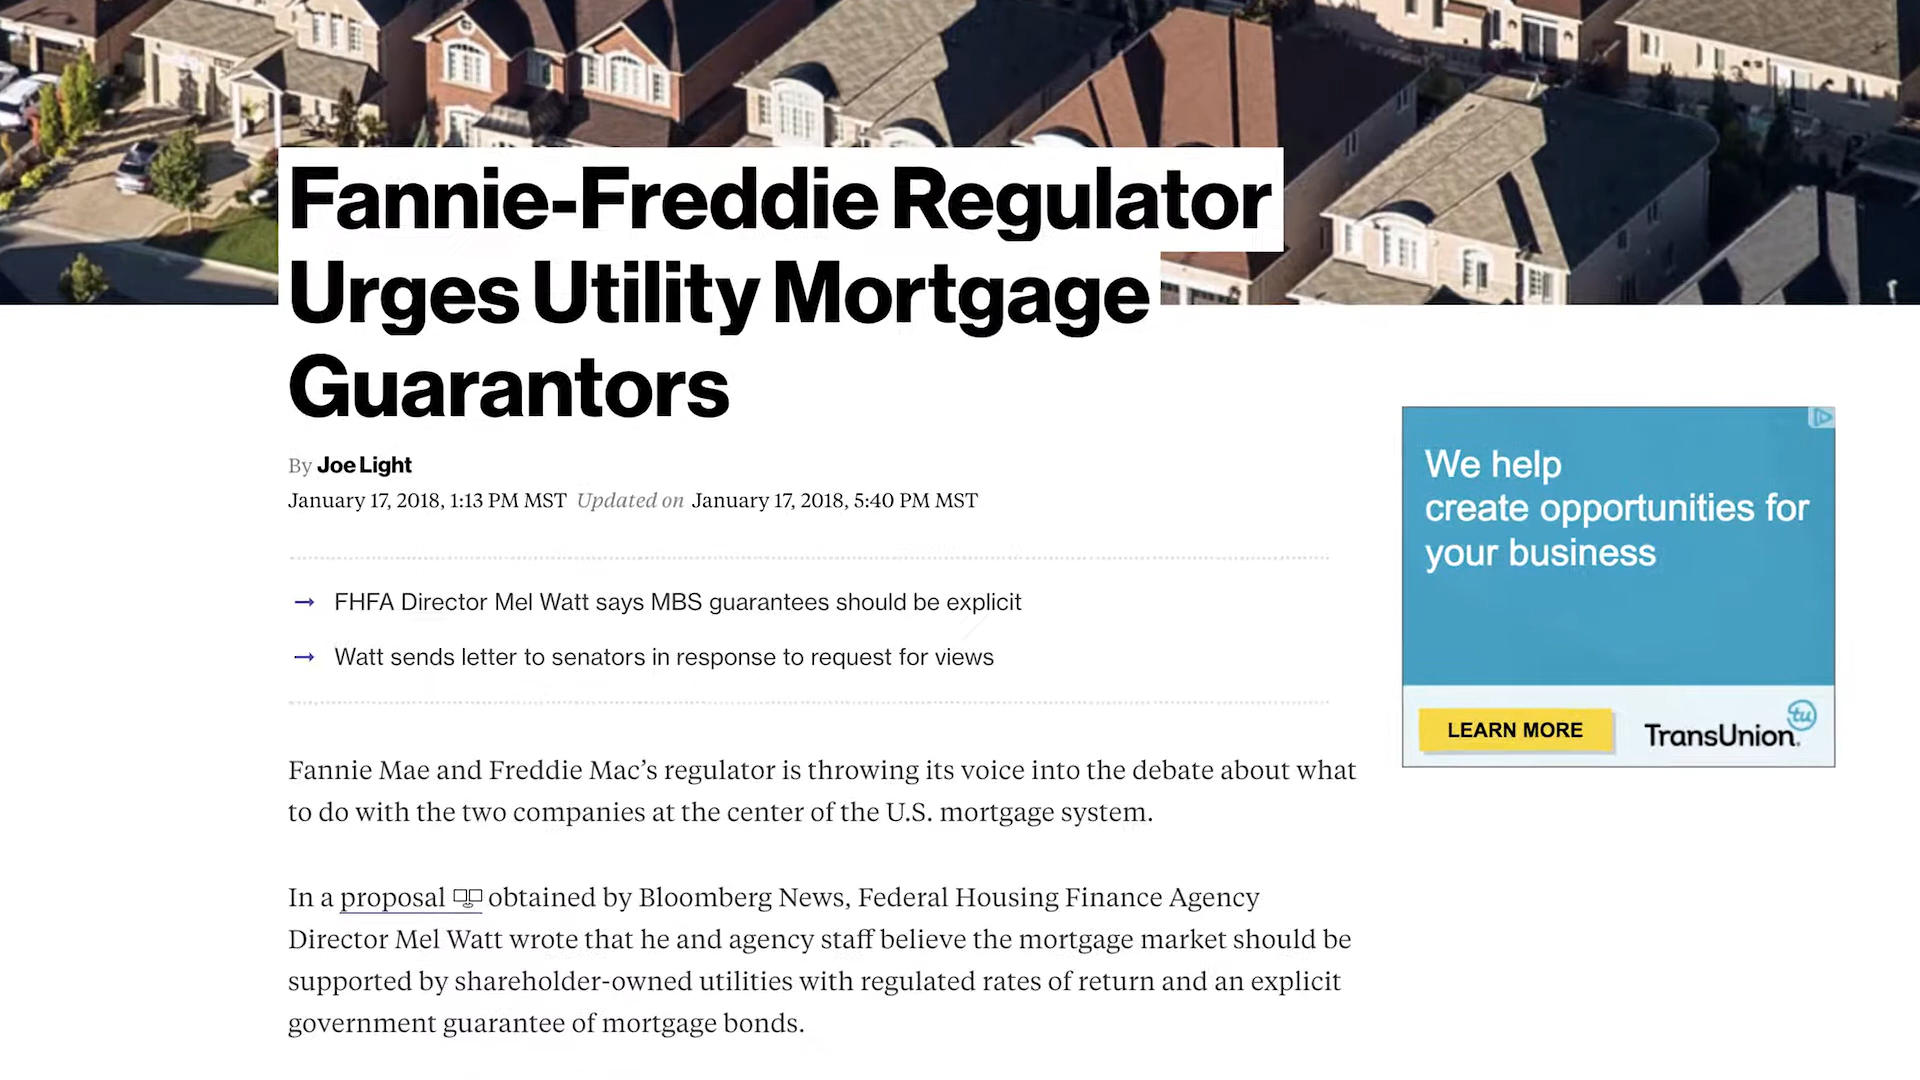 Fannie-Freddie Regulator
Urges Utility Mortgage
Guarantors
By Joe Light
January 17, 2018, 1:13 PM MST Updated on January 17, 2018, 5:40 PM MST
→ FHFA Director Mel Watt says MBS guarantees should be explicit
→ Watt sends letter to senators in response to request for views
We help
create opportunities for
your business
LEARN MORE
tu
TransUnion.
Fannie Mae and Freddie Mac’s regulator is throwing its voice into the debate about what
to do with the two companies at the center of the U.S. mortgage system.
In a proposal obtained by Bloomberg News, Federal Housing Finance Agency
Director Mel Watt wrote that he and agency staff believe the mortgage market should be
supported by shareholder-owned utilities with regulated rates of return and an explicit
government guarantee of mortgage bonds.